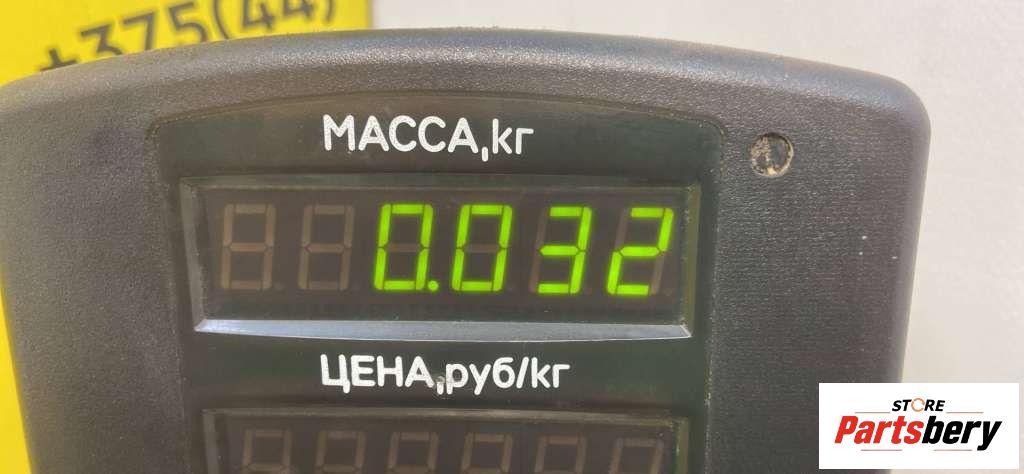 +375(44)
МАССА,кг
0.032
ЦЕНА,руб/кг
STORE
Partsbery